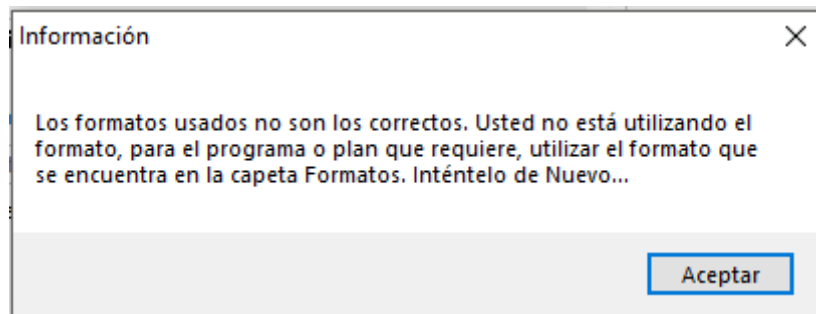 Información
Los formatos usados no son los correctos. Usted no está utilizando el
formato, para el programa o plan que requiere, utilizar el formato que
se encuentra en la capeta Formatos. Inténtelo de Nuevo...
Aceptar